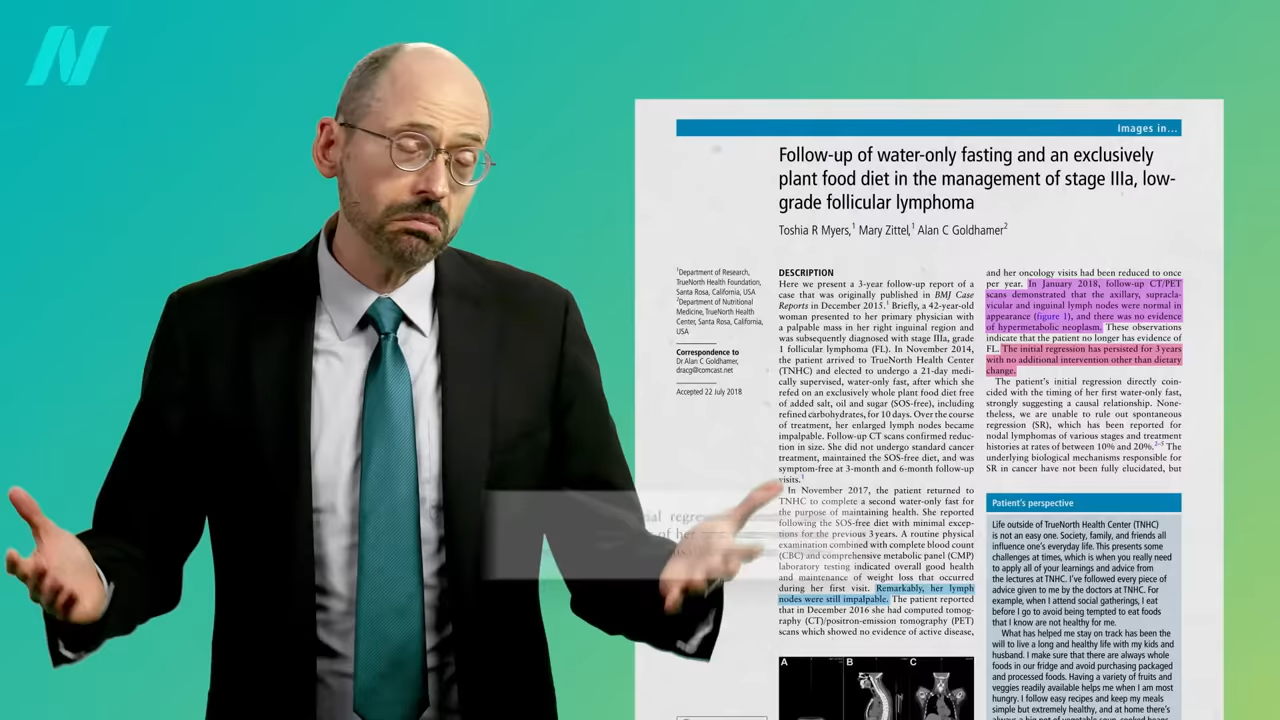 N
Images in...
Follow-up of water-only fasting and an exclusively
plant food diet in the management of stage IIIa, low-
grade follicular lymphoma
Toshia R Myers,1 Mary Zittel,1 Alan C Goldhamer2
1Department of Research,
TrueNorth Health Foundation,
Santa Rosa, California, USA
2Department of Nutritional
Medicine, TrueNorth Health
Center, Santa Rosa, California,
USA
Correspondence to
Dr Alan C Goldhamer,
dracg@comcast.net
Accepted 22 July 2018
DESCRIPTION
Here we present a 3-year follow-up report of a
case that was originally published in BMJ Case
Reports in December 2015.1 Briefly, a 42-year-old
woman presented to her primary physician with
a palpable mass in her right inguinal region and
was subsequently diagnosed with stage IIIa, grade
1 follicular lymphoma (FL). In November 2014,
the patient arrived to TrueNorth Health Center
(TNHC) and elected to undergo a 21-day medi-
cally supervised, water-only fast, after which she
refed on an exclusively whole plant food diet free
of added salt, oil and sugar (SOS-free), including
refined carbohydrates, for 10 days. Over the course
of treatment, her enlarged lymph nodes became
impalpable. Follow-up CT scans confirmed reduc-
tion in size. She did not undergo standard cancer
treatment, maintained the SOS-free diet, and was
symptom-free at 3-month and 6-month follow-up
visits.1
In November 2017, the patient returned to
TNHC to complete a second water-only fast for
the purpose of maintaining health. She reported
following the SOS-free diet with minimal excep-
tions for the previous 3 years. A routine physical
examination combined with complete blood count
(CBC) and comprehensive metabolic panel (CMP)
laboratory testing indicated overall good health
and maintenance of weight loss that occurred
during her first visit. Remarkably, her lymph
nodes were still impalpable. The patient reported
that in December 2016 she had computed tomog-
raphy (CT)/positron-emission tomography (PET)
scans which showed no evidence of active disease,
A B C
and her oncology visits had been reduced to once
per year. In January 2018, follow-up CT/PET
scans demonstrated that the axillary, supracla-
vicular and inguinal lymph nodes were normal in
appearance (figure 1), and there was no evidence
of hypermetabolic neoplasm. These observations
indicate that the patient no longer has evidence of
FL. The initial regression has persisted for 3 years
with no additional intervention other than dietary
change.
The patient's initial regression directly coin-
cided with the timing of her first water-only fast,
strongly suggesting a causal relationship. None-
theless, we are unable to rule out spontaneous
regression (SR), which has been reported for
nodal lymphomas of various stages and treatment
histories at rates of between 10% and 20%.2–5 The
underlying biological mechanisms responsible for
SR in cancer have not been fully elucidated, but
Patient's perspective
Life outside of TrueNorth Health Center (TNHC)
is not an easy one. Society, family, and friends all
influence one's everyday life. This presents some
challenges at times, which is when you really need
to apply all of your learnings and advice from
the lectures at TNHC. I've followed every piece of
advice given to me by the doctors at TNHC. For
example, when I attend social gatherings, I eat
before I go to avoid being tempted to eat foods
that I know are not healthy for me.
What has helped me stay on track has been the
will to live a long and healthy life with my kids and
husband. I make sure that there are always whole
foods in our fridge and avoid purchasing packaged
and processed foods. Having a variety of fruits and
veggies readily available helps me when I am most
hungry. I follow easy recipes and keep my meals
simple but extremely healthy, and at home there's